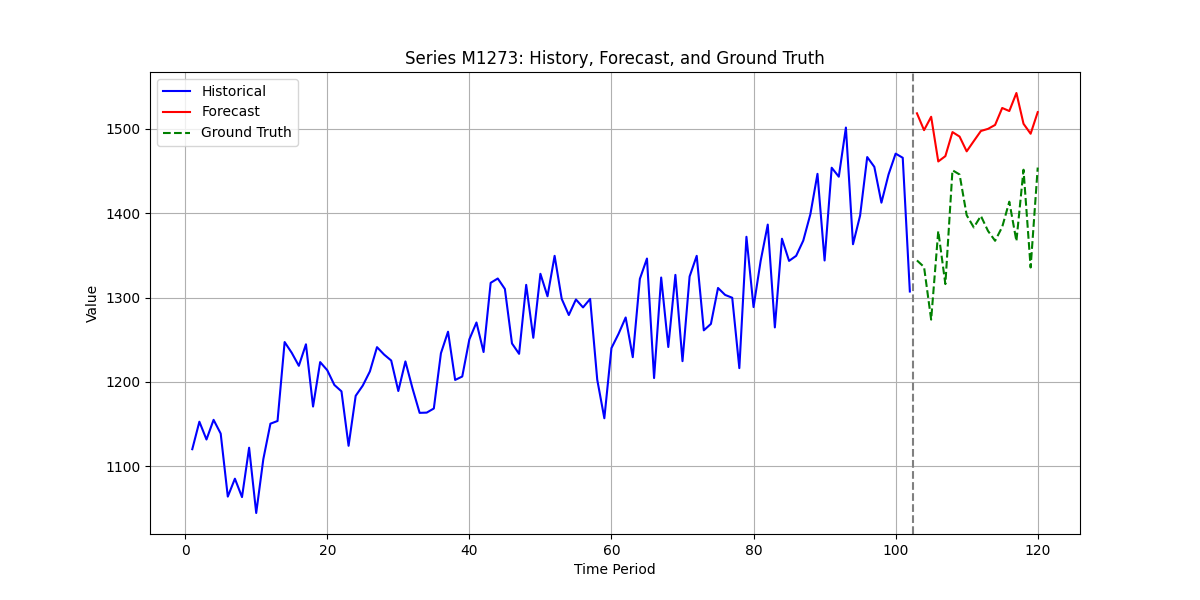 Series M1273: History, Forecast, and Ground Truth
Historical
Forecast
Ground Truth
Value
1500
1400
1300
1200
1100
0 20 40 60 80 100 120
Time Period